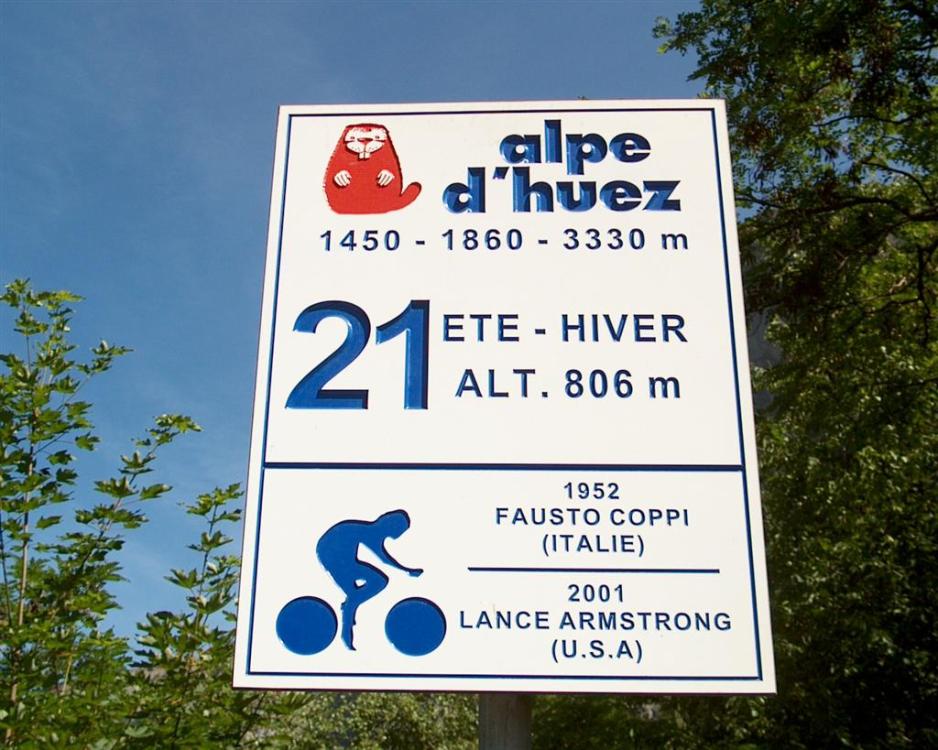 alpe
d'huez
1450 - 1860 - 3330 m
21 ETE - HIVER
ALT. 806 m
1952
FAUSTO COPPI
(ITALIE)
2001
LANCE ARMSTRONG
(U.S.A)